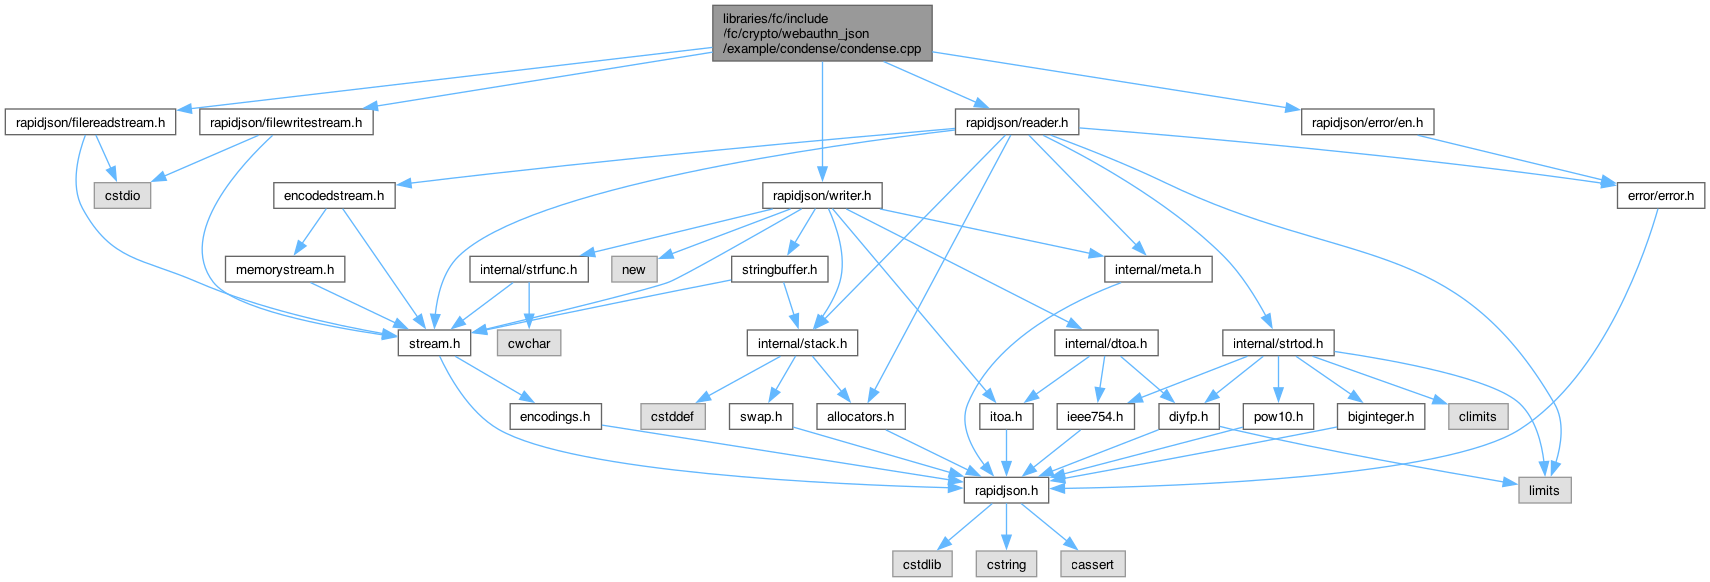 libraries/fc/include
/fc/crypto/webauthn_json
/example/condense/condense.cpp
rapidjson/filereadstream.h
rapidjson/filewritestream.h
rapidjson/reader.h
rapidjson/error/en.h
cstdio
encodedstream.h
rapidjson/writer.h
error/error.h
memorystream.h
internal/strfunc.h
new
stringbuffer.h
internal/meta.h
stream.h
cwchar
internal/stack.h
internal/dtoa.h
internal/strtod.h
encodings.h
cstddef
swap.h
allocators.h
itoa.h
ieee754.h
diyfp.h
pow10.h
biginteger.h
climits
rapidjson.h
limits
cstdlib
cstring
cassert